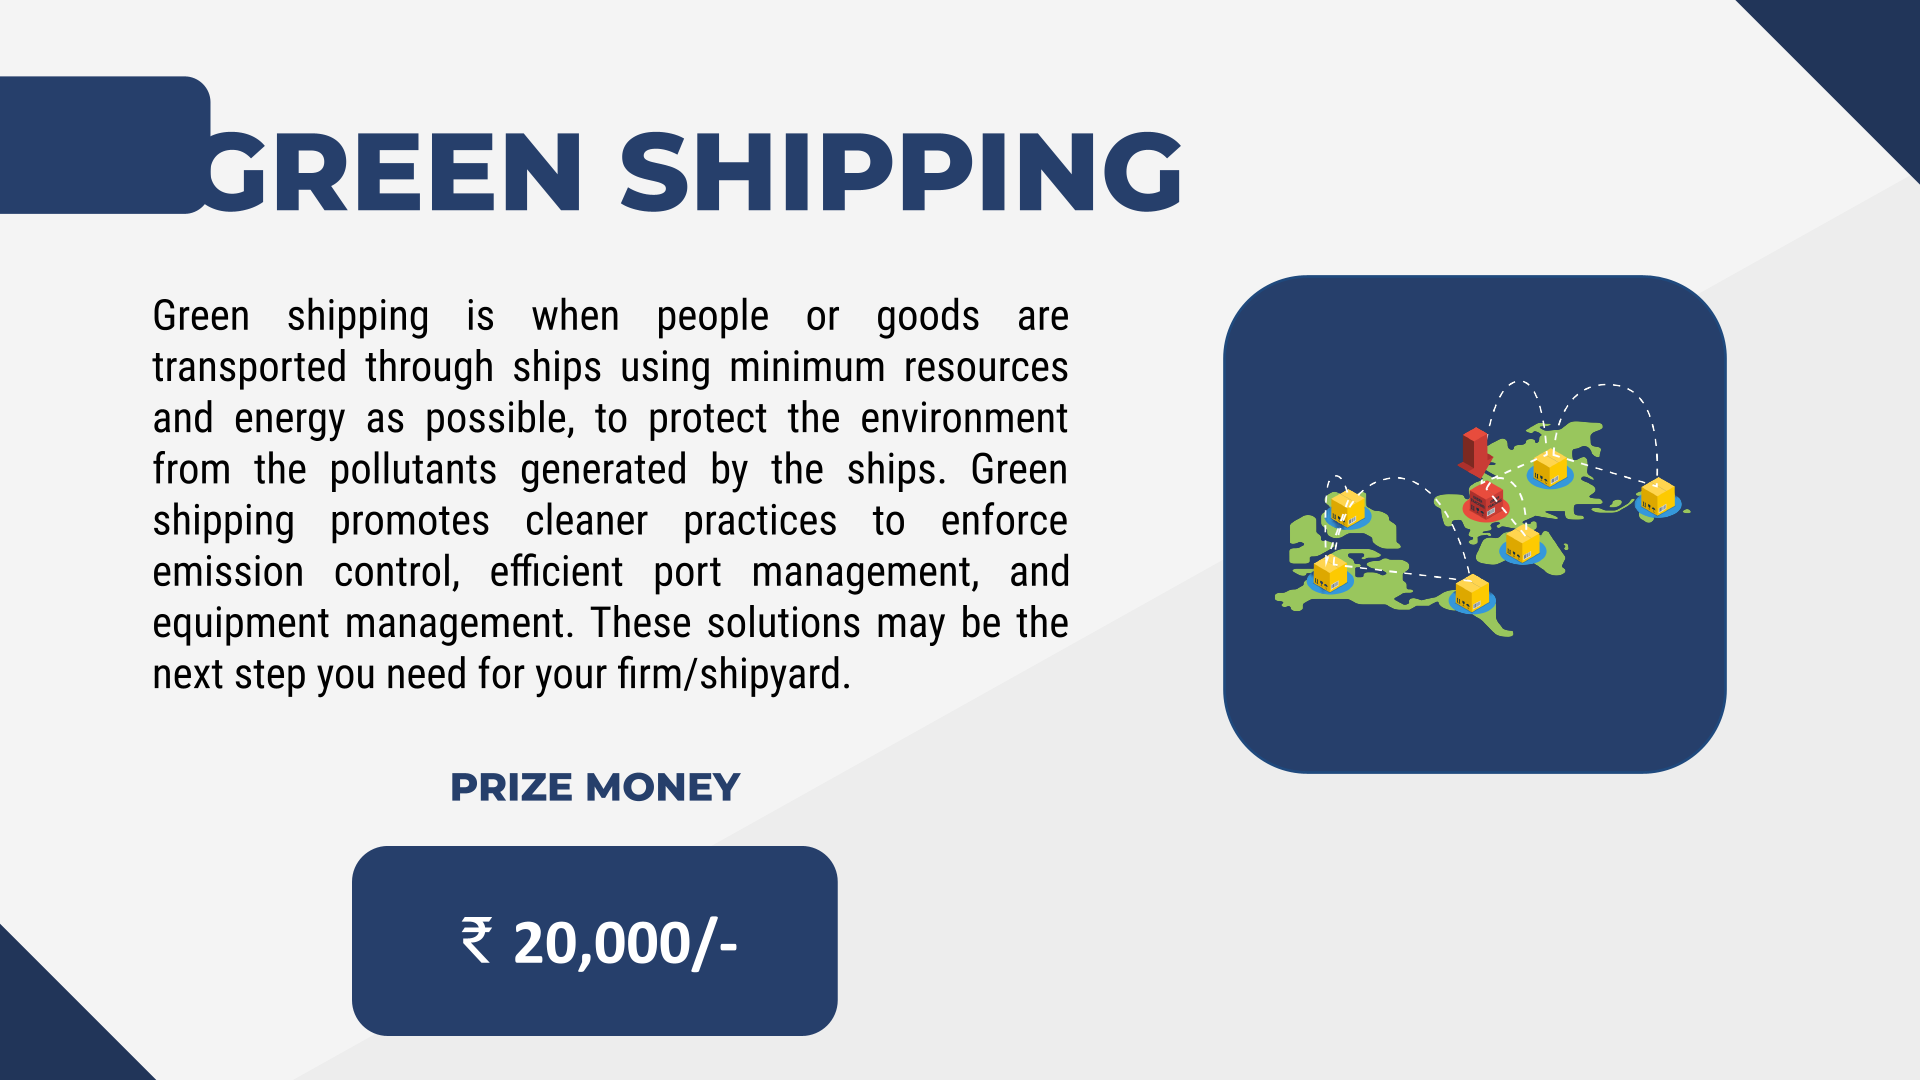 GREEN SHIPPING
Green shipping is when people or goods are
transported through ships using minimum resources
and energy as possible, to protect the environment
from the pollutants generated by the ships. Green
shipping promotes cleaner practices to enforce
emission control, efficient port management, and
equipment management. These solutions may be the
next step you need for your firm/shipyard.
PRIZE MONEY
₹ 20,000/-